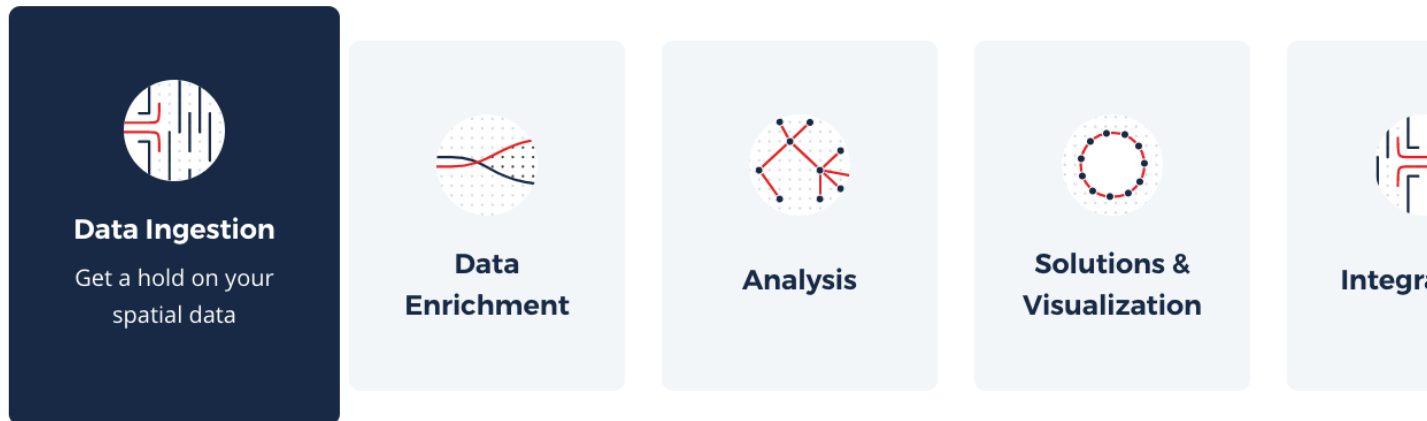 Data Ingestion
Get a hold on your
spatial data
Data
Enrichment
Analysis
Solutions &
Visualization